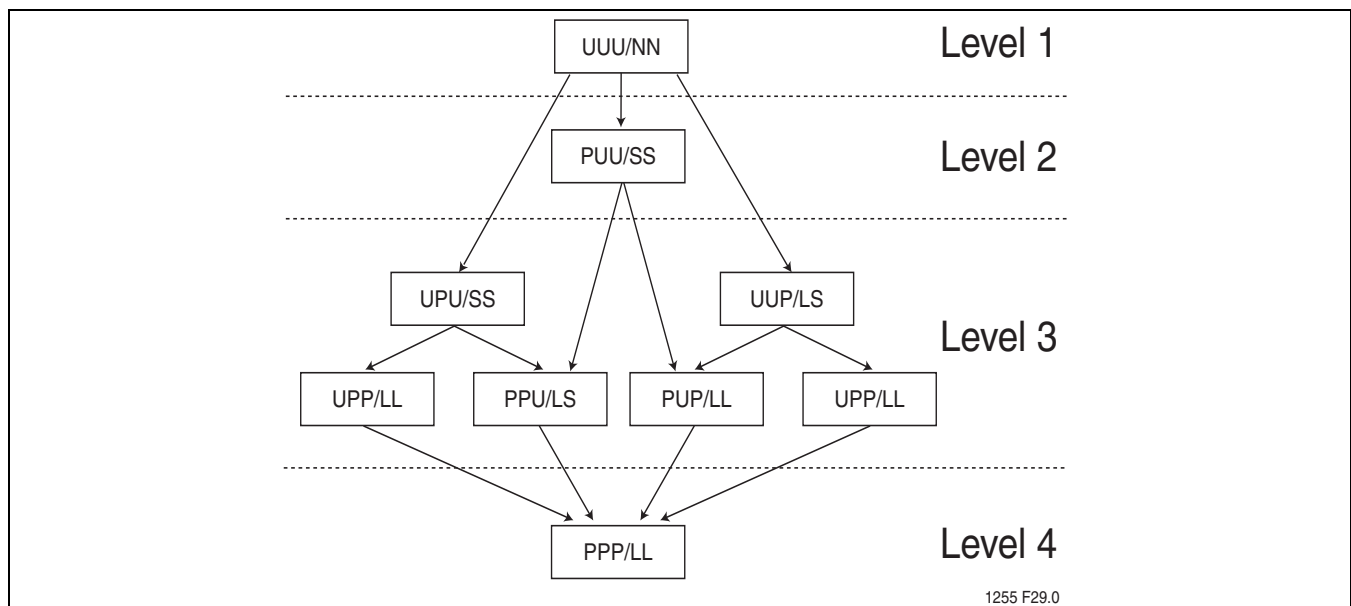 UUU/NN
Level 1
PUU/SS
Level 2
UPU/SS
UUP/LS
Level 3
UPP/LL
PPU/LS
PUP/LL
UPP/LL
PPP/LL
Level 4
1255 F29.0